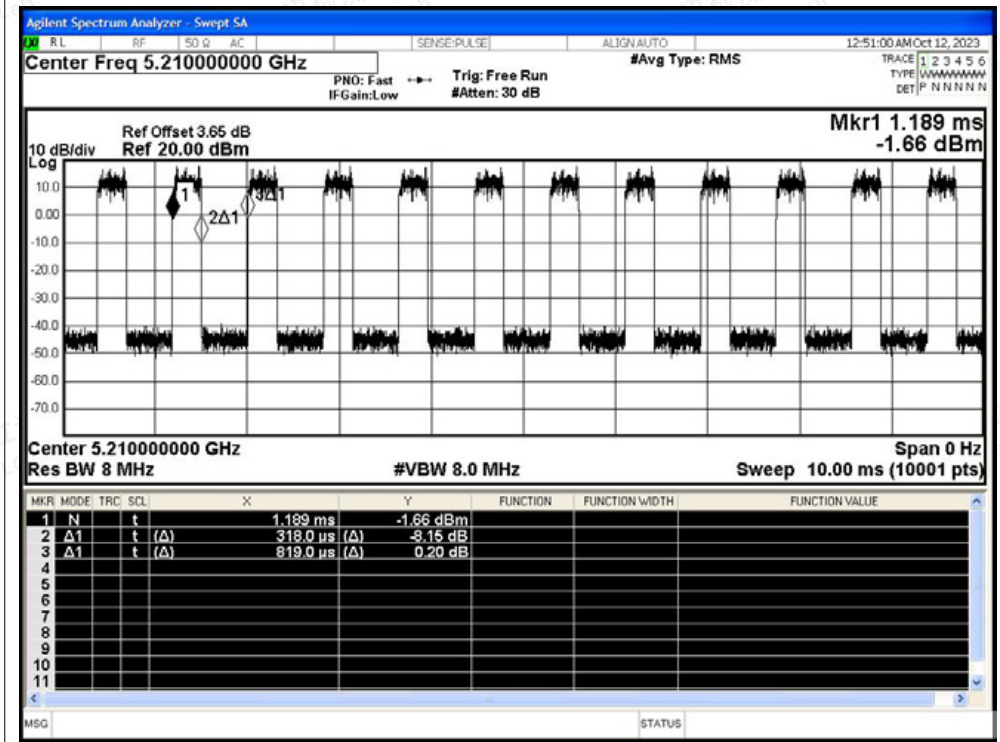 Agilent Spectrum Analyzer - Swept SA
RL RF 50 Ω AC SENSE:PULSE ALIGNAUTO 12:51:00 AM Oct 12, 2023
Center Freq 5.210000000 GHz #Avg Type: RMS TRACE 1 2 3 4 5 6
PNO: Fast Trig: Free Run TYPE WWWWWW
IFGain:Low #Atten: 30 dB DET P N N N N N
Mkr1 1.189 ms
-1.66 dBm
Ref Offset 3.65 dB
10 dB/div Ref 20.00 dBm
Log
10.0
0.00
-10.0
-20.0
-30.0
-40.0
-50.0
-60.0
-70.0
1
2Δ1
3Δ1
Center 5.210000000 GHz Span 0 Hz
Res BW 8 MHz #VBW 8.0 MHz Sweep 10.00 ms (10001 pts)
MKR MODE TRC SCL X Y FUNCTION FUNCTION WIDTH FUNCTION VALUE
1 N t 1.189 ms -1.66 dBm
2 Δ1 t (Δ) 318.0 µs (Δ) -8.15 dB
3 Δ1 t (Δ) 819.0 µs (Δ) 0.20 dB
4
5
6
7
8
9
10
11
MSG STATUS